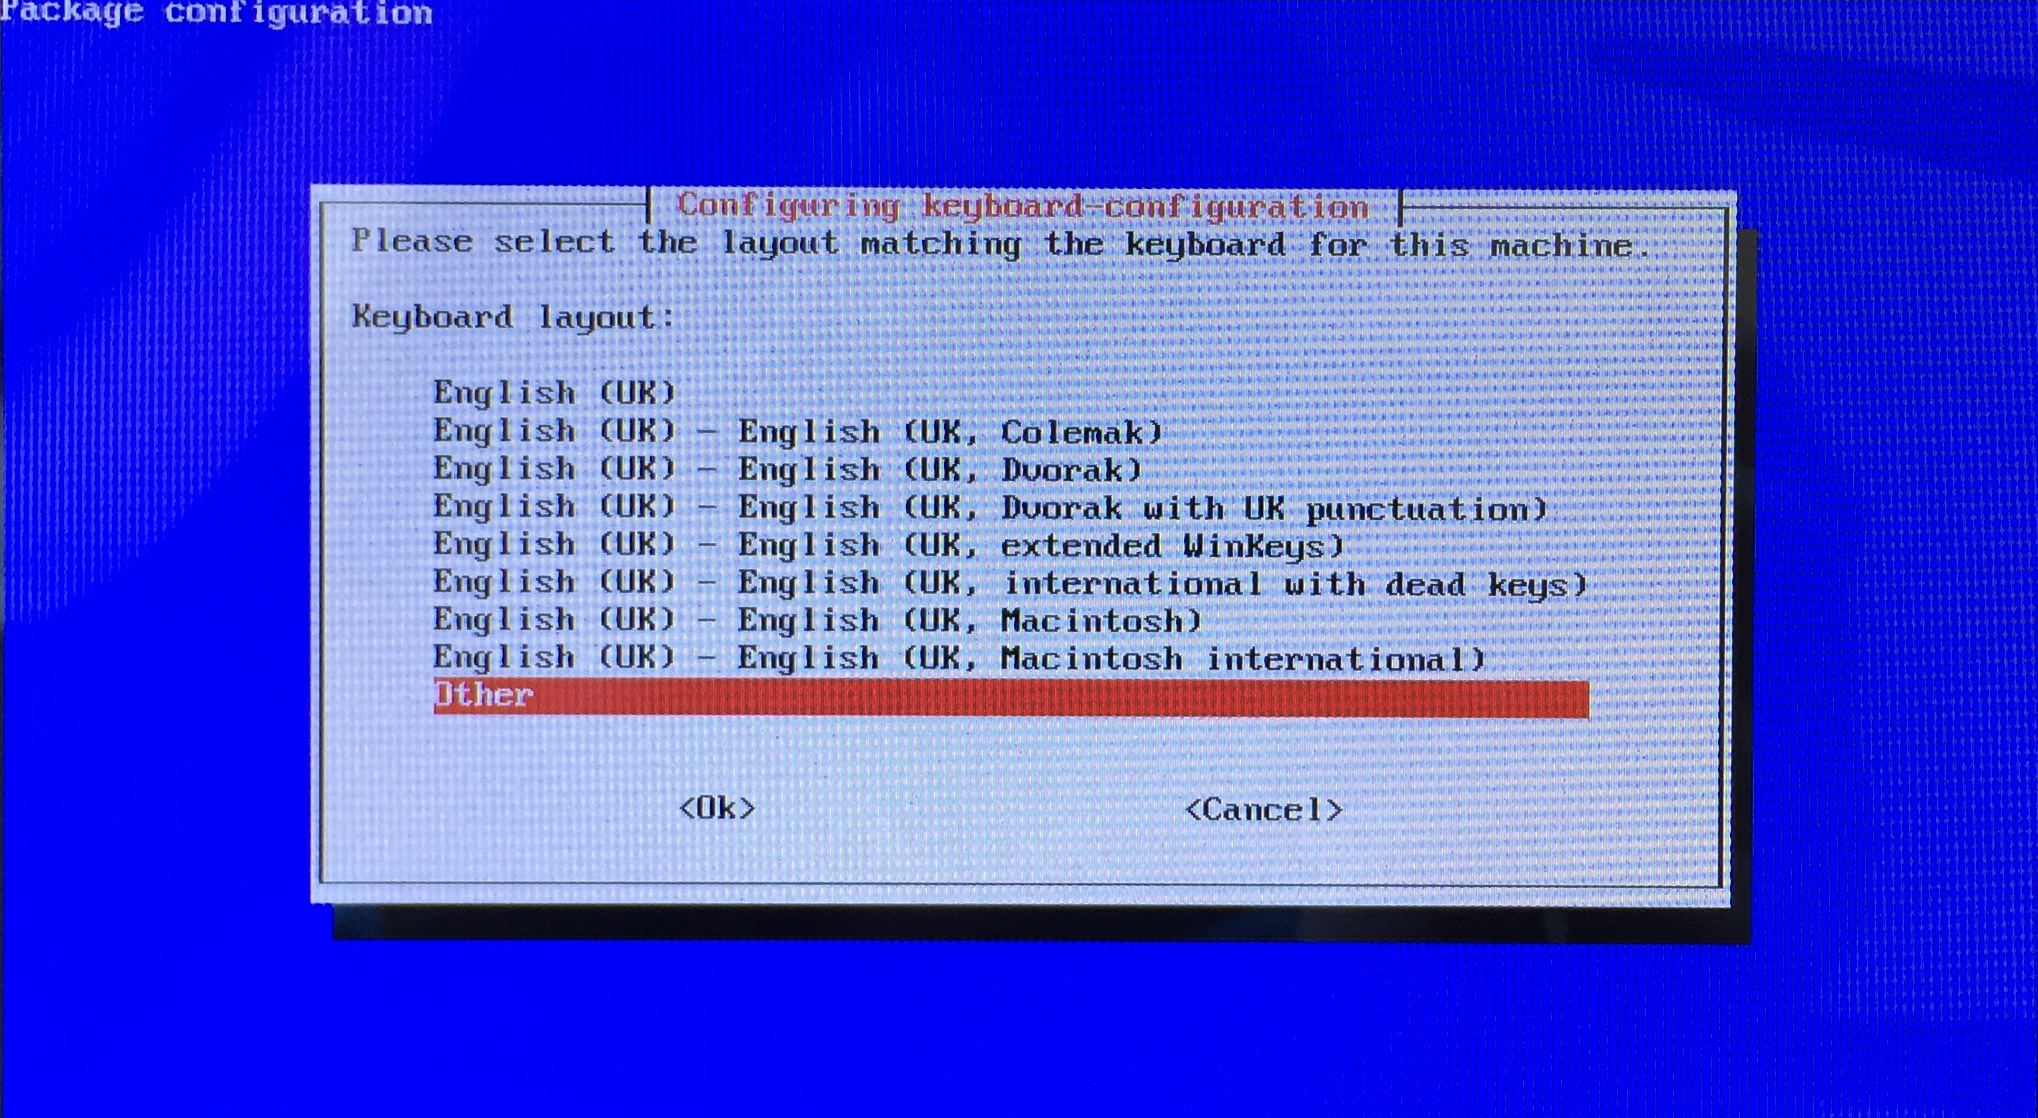 Package configuration
Configuring keyboard-configuration
Please select the layout matching the keyboard for this machine.
Keyboard layout:
English (UK)
English (UK) - English (UK, Colemak)
English (UK) - English (UK, Dvorak)
English (UK) - English (UK, Dvorak with UK punctuation)
English (UK) - English (UK, extended WinKeys)
English (UK) - English (UK, international with dead keys)
English (UK) - English (UK, Macintosh)
English (UK) - English (UK, Macintosh international)
Other
<Ok> <Cancel>